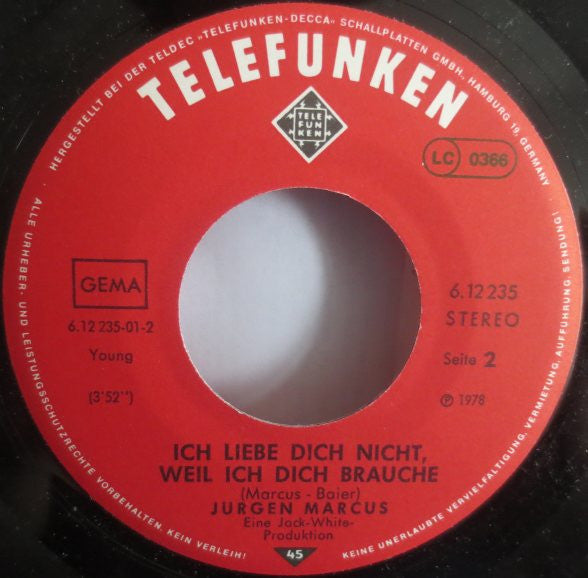 HERGESTELLT BEI DER TELDEC „TELEFUNKEN-DECCA" SCHALLPLATTEN GMBH., HAMBURG 19, GERMANY
TELEFUNKEN
TELE
FUN
KEN
LC 0366
GEMA
6.12 235-01-2
Young
(3'52'')
6.12 235
STEREO
Seite 2
℗ 1978
ICH LIEBE DICH NICHT,
WEIL ICH DICH BRAUCHE
(Marcus - Baier)
JÜRGEN MARCUS
Eine Jack-White-
Produktion
45
ALLE URHEBER- UND LEISTUNGSSCHUTZRECHTE VORBEHALTEN. KEIN VERLEIH!
KEINE UNERLAUBTE VERVIELFÄLTIGUNG, VERMIETUNG, AUFFÜHRUNG, SENDUNG!